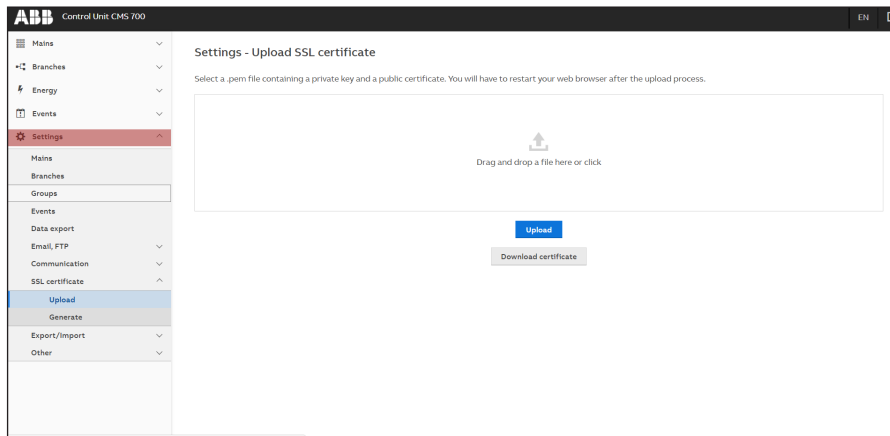 ABB Control Unit CMS 700 EN
Mains
Branches
Energy
Events
Settings
Mains
Branches
Groups
Events
Data export
Email, FTP
Communication
SSL certificate
Upload
Generate
Export/Import
Other
Settings - Upload SSL certificate
Select a .pem file containing a private key and a public certificate. You will have to restart your web browser after the upload process.
Drag and drop a file here or click
Upload
Download certificate